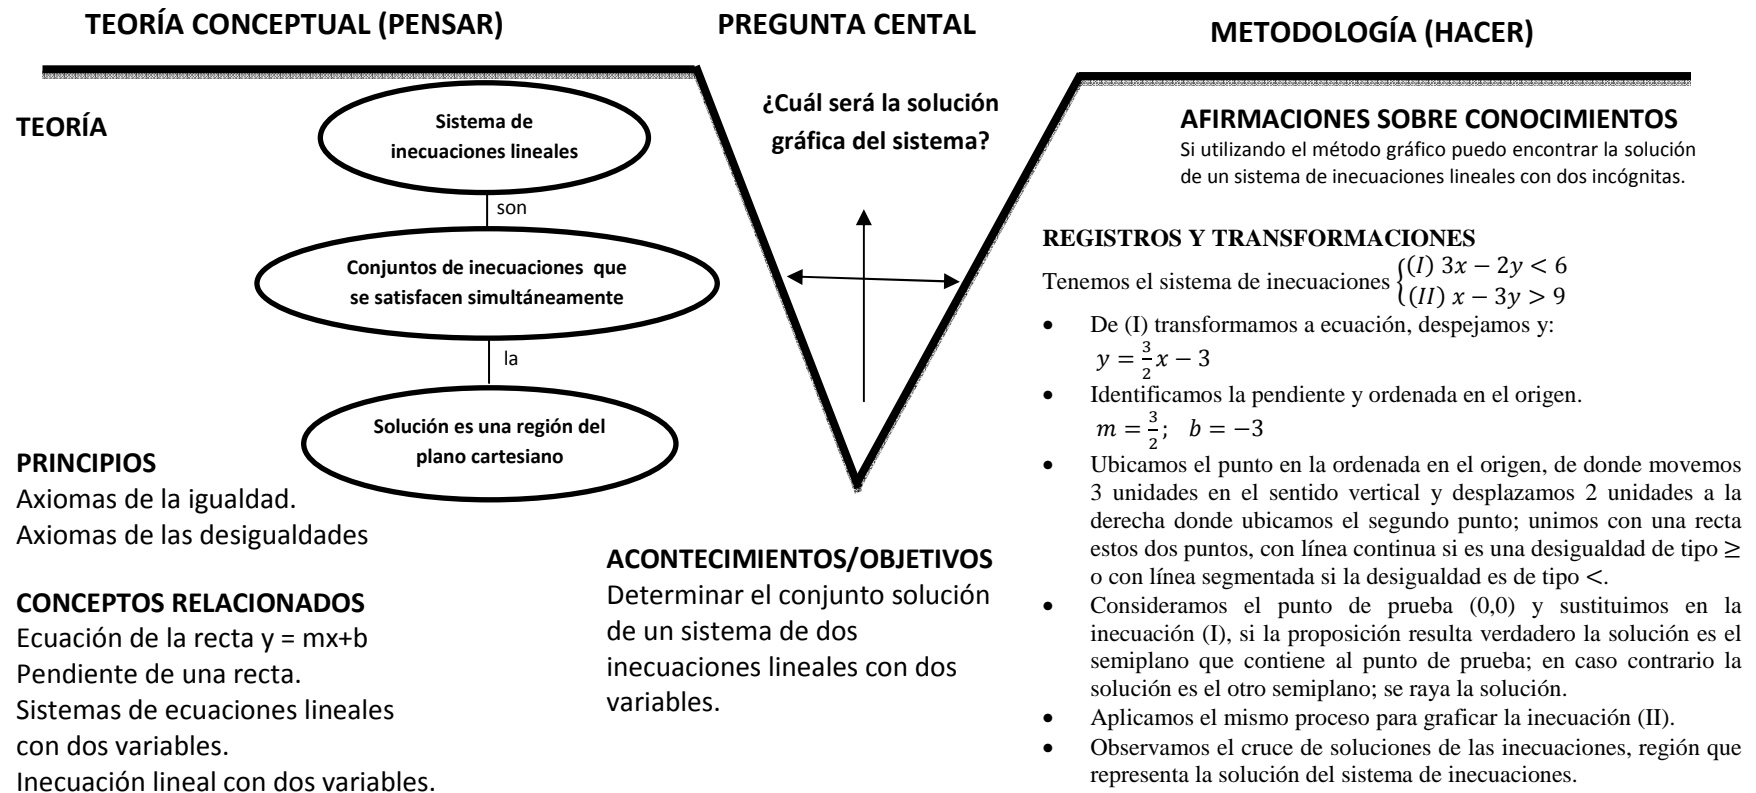 TEORÍA CONCEPTUAL (PENSAR)
PREGUNTA CENTAL
METODOLOGÍA (HACER)
TEORÍA
Sistema de
inecuaciones lineales
son
Conjuntos de inecuaciones que
se satisfacen simultáneamente
la
Solución es una región del
plano cartesiano
PRINCIPIOS
Axiomas de la igualdad.
Axiomas de las desigualdades
CONCEPTOS RELACIONADOS
Ecuación de la recta y = mx+b
Pendiente de una recta.
Sistemas de ecuaciones lineales
con dos variables.
Inecuación lineal con dos variables.
¿Cuál será la solución
gráfica del sistema?
ACONTECIMIENTOS/OBJETIVOS
Determinar el conjunto solución
de un sistema de dos
inecuaciones lineales con dos
variables.
AFIRMACIONES SOBRE CONOCIMIENTOS
Si utilizando el método gráfico puedo encontrar la solución
de un sistema de inecuaciones lineales con dos incógnitas.
REGISTROS Y TRANSFORMACIONES
Tenemos el sistema de inecuaciones {(I) 3x − 2y < 6
(II) x − 3y > 9
• De (I) transformamos a ecuación, despejamos y:
y = 3/2 x − 3
• Identificamos la pendiente y ordenada en el origen.
m = 3/2; b = −3
• Ubicamos el punto en la ordenada en el origen, de donde movemos
3 unidades en el sentido vertical y desplazamos 2 unidades a la
derecha donde ubicamos el segundo punto; unimos con una recta
estos dos puntos, con línea continua si es una desigualdad de tipo ≥
o con línea segmentada si la desigualdad es de tipo <.
• Consideramos el punto de prueba (0,0) y sustituimos en la
inecuación (I), si la proposición resulta verdadero la solución es el
semiplano que contiene al punto de prueba; en caso contrario la
solución es el otro semiplano; se raya la solución.
• Aplicamos el mismo proceso para graficar la inecuación (II).
• Observamos el cruce de soluciones de las inecuaciones, región que
representa la solución del sistema de inecuaciones.